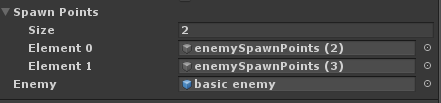 Spawn Points
Size 2
Element 0 enemySpawnPoints (2)
Element 1 enemySpawnPoints (3)
Enemy basic enemy